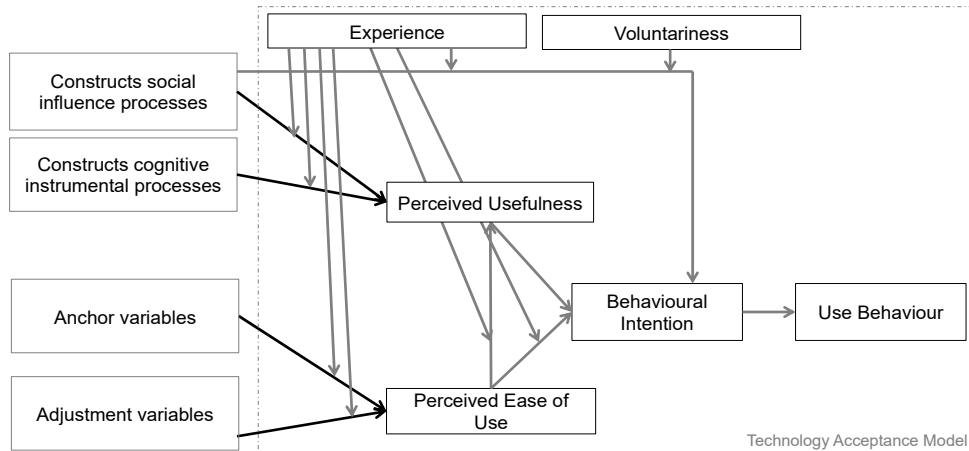 Experience
Voluntariness
Constructs social
influence processes
Constructs cognitive
instrumental processes
Perceived Usefulness
Anchor variables
Behavioural
Intention
Use Behaviour
Adjustment variables
Perceived Ease of
Use
Technology Acceptance Model